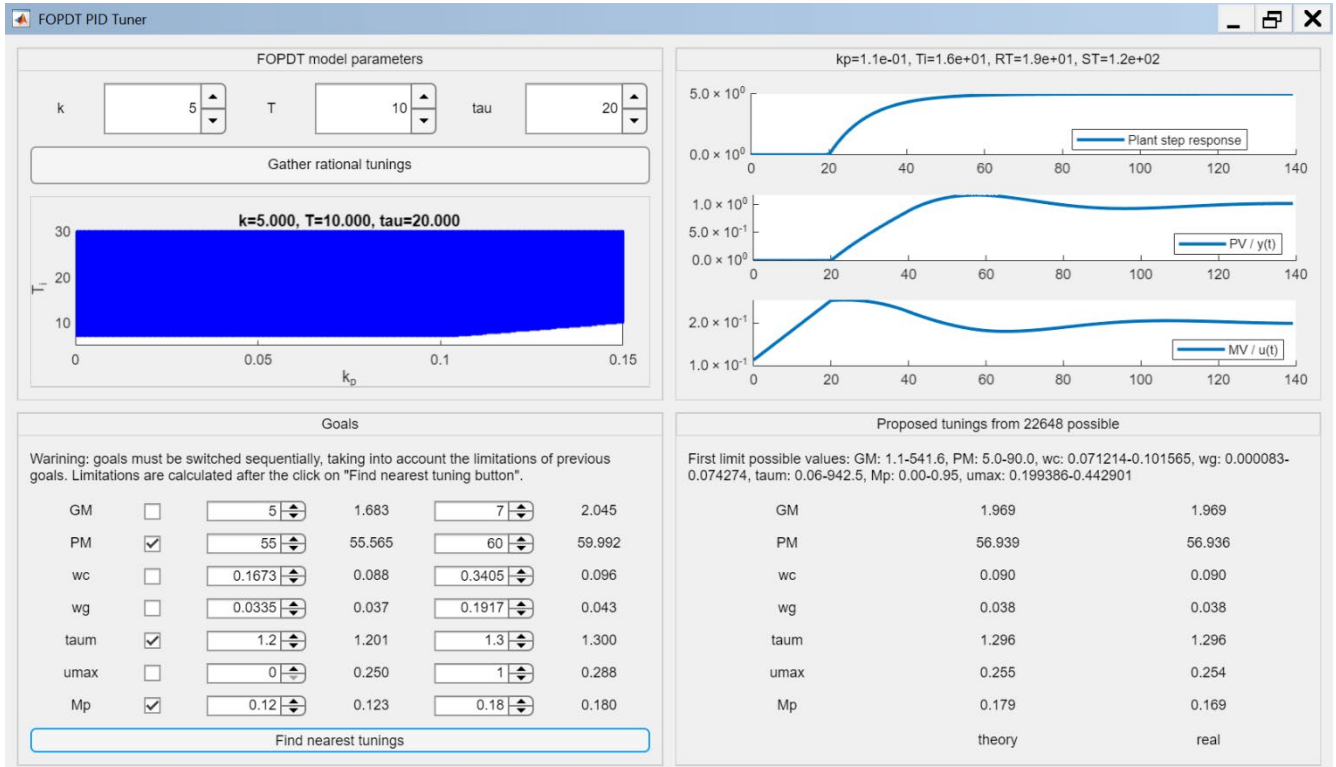 FOPDT PID Tuner
FOPDT model parameters
k 5 T 10 tau 20
Gather rational tunings
k=5.000, T=10.000, tau=20.000
30
20
10
Ti
0 0.05 0.1 0.15
kp
kp=1.1e-01, Ti=1.6e+01, RT=1.9e+01, ST=1.2e+02
5.0 × 10⁰
0.0 × 10⁰
Plant step response
0 20 40 60 80 100 120 140
1.0 × 10⁰
5.0 × 10⁻¹
0.0 × 10⁰
PV / y(t)
0 20 40 60 80 100 120 140
2.0 × 10⁻¹
1.0 × 10⁻¹
MV / u(t)
0 20 40 60 80 100 120 140
Goals
Warining: goals must be switched sequentially, taking into account the limitations of previous
goals. Limitations are calculated after the click on "Find nearest tuning button".
GM 5 1.683 7 2.045
PM 55 55.565 60 59.992
wc 0.1673 0.088 0.3405 0.096
wg 0.0335 0.037 0.1917 0.043
taum 1.2 1.201 1.3 1.300
umax 0 0.250 1 0.288
Mp 0.12 0.123 0.18 0.180
Find nearest tunings
Proposed tunings from 22648 possible
First limit possible values: GM: 1.1-541.6, PM: 5.0-90.0, wc: 0.071214-0.101565, wg: 0.000083-
0.074274, taum: 0.06-942.5, Mp: 0.00-0.95, umax: 0.199386-0.442901
GM 1.969 1.969
PM 56.939 56.936
wc 0.090 0.090
wg 0.038 0.038
taum 1.296 1.296
umax 0.255 0.254
Mp 0.179 0.169
theory real